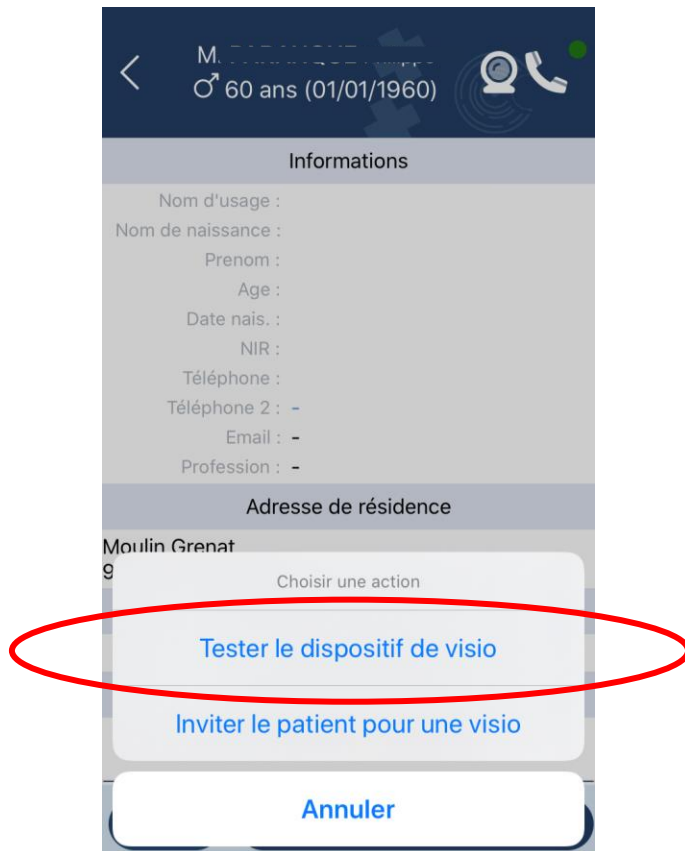 M.
60 ans (01/01/1960)
Informations
Nom d'usage :
Nom de naissance :
Prenom :
Age :
Date nais. :
NIR :
Téléphone :
Téléphone 2 : -
Email : -
Profession : -
Adresse de résidence
Moulin Grenat
9
Choisir une action
Tester le dispositif de visio
Inviter le patient pour une visio
Annuler